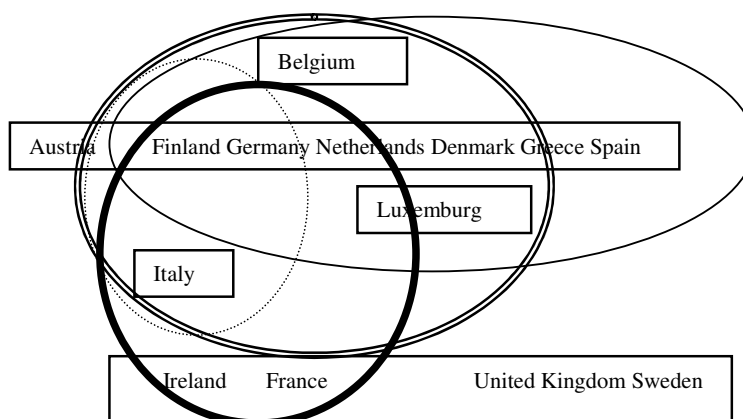 Belgium
Austria Finland Germany Netherlands Denmark Greece Spain
Luxemburg
Italy
Ireland France United Kingdom Sweden